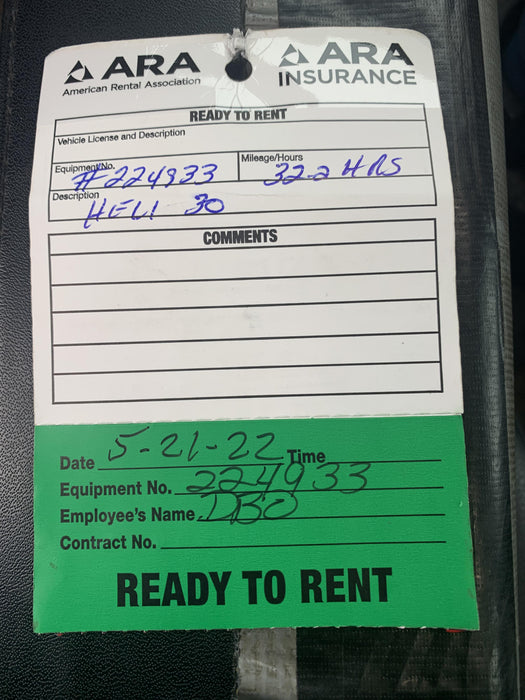 ARA ARA
American Rental Association INSURANCE
READY TO RENT
Vehicle License and Description
Equipment/No. Mileage/Hours
#224933 32.2 HRS
Description
HELI 30
COMMENTS
Date 5-21-22 Time
Equipment No. 224933
Employee's Name DBO
Contract No.
READY TO RENT